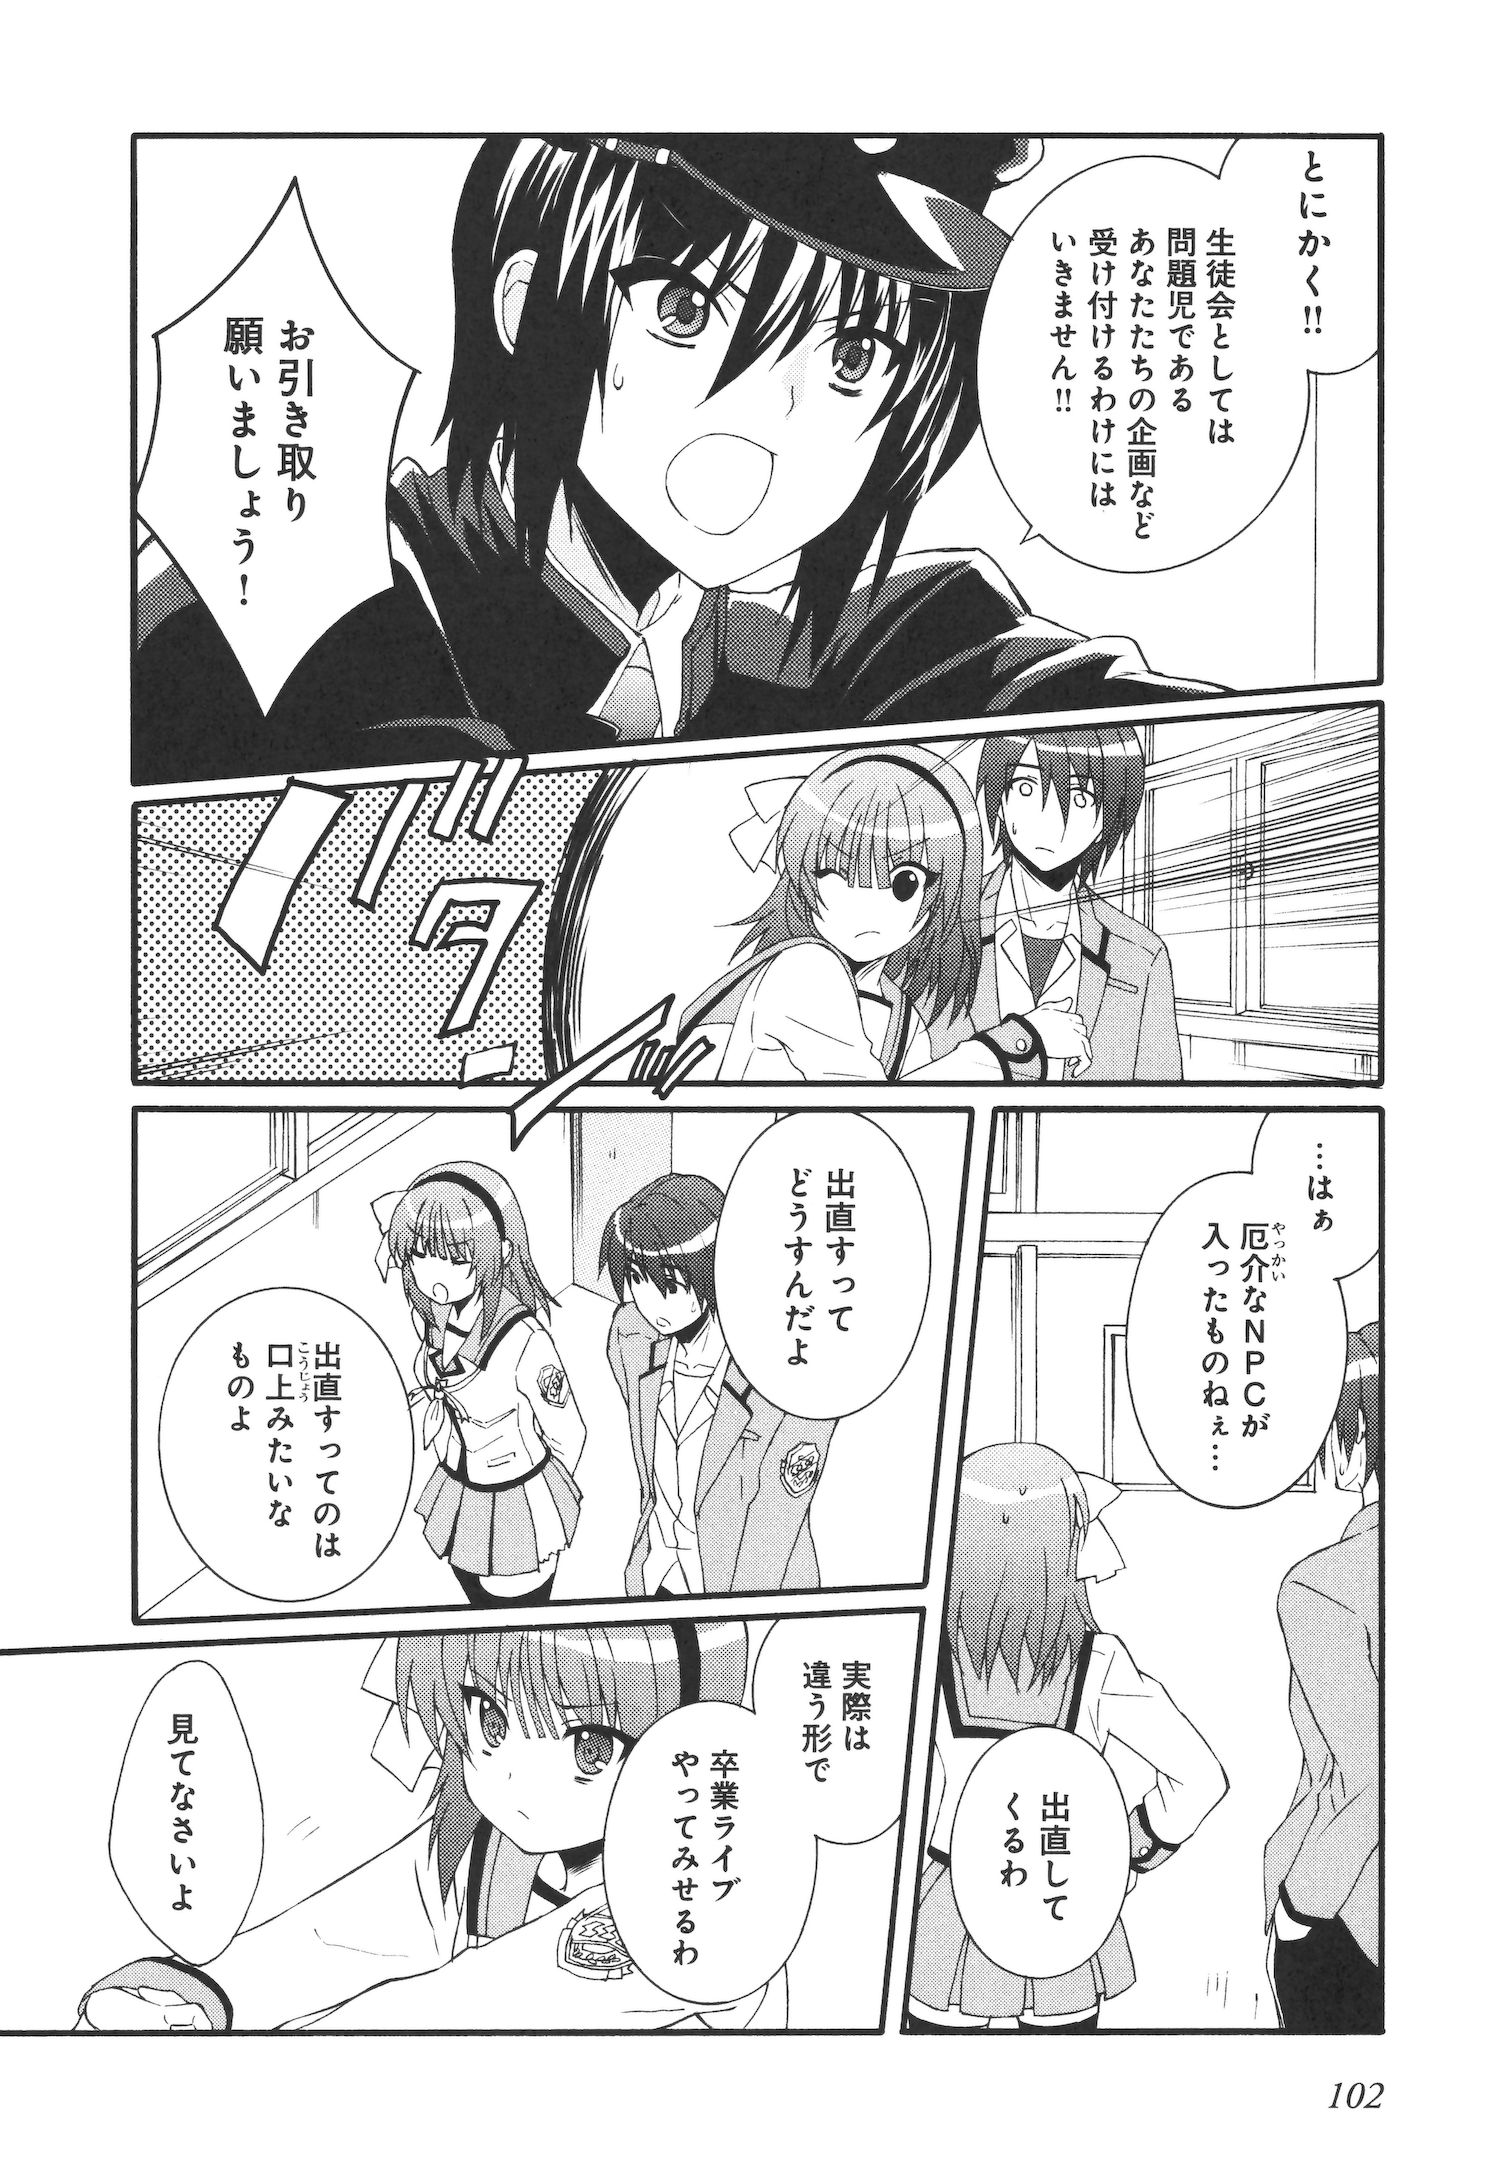 とにかく!!
生徒会としては
問題児である
あなたたちの企画など
受け付けるわけには
いきません!!
お引き取り
願いましょう!
バタンッ
…はぁ
厄介なNPCが
やっかい
入ったものねぇ…
出直して
くるわ
出直すって
どうすんだよ
出直すってのは
口上みたいな
こうじょう
ものよ
実際は
違う形で
卒業ライブ
やってみせるわ
見てなさいよ
102